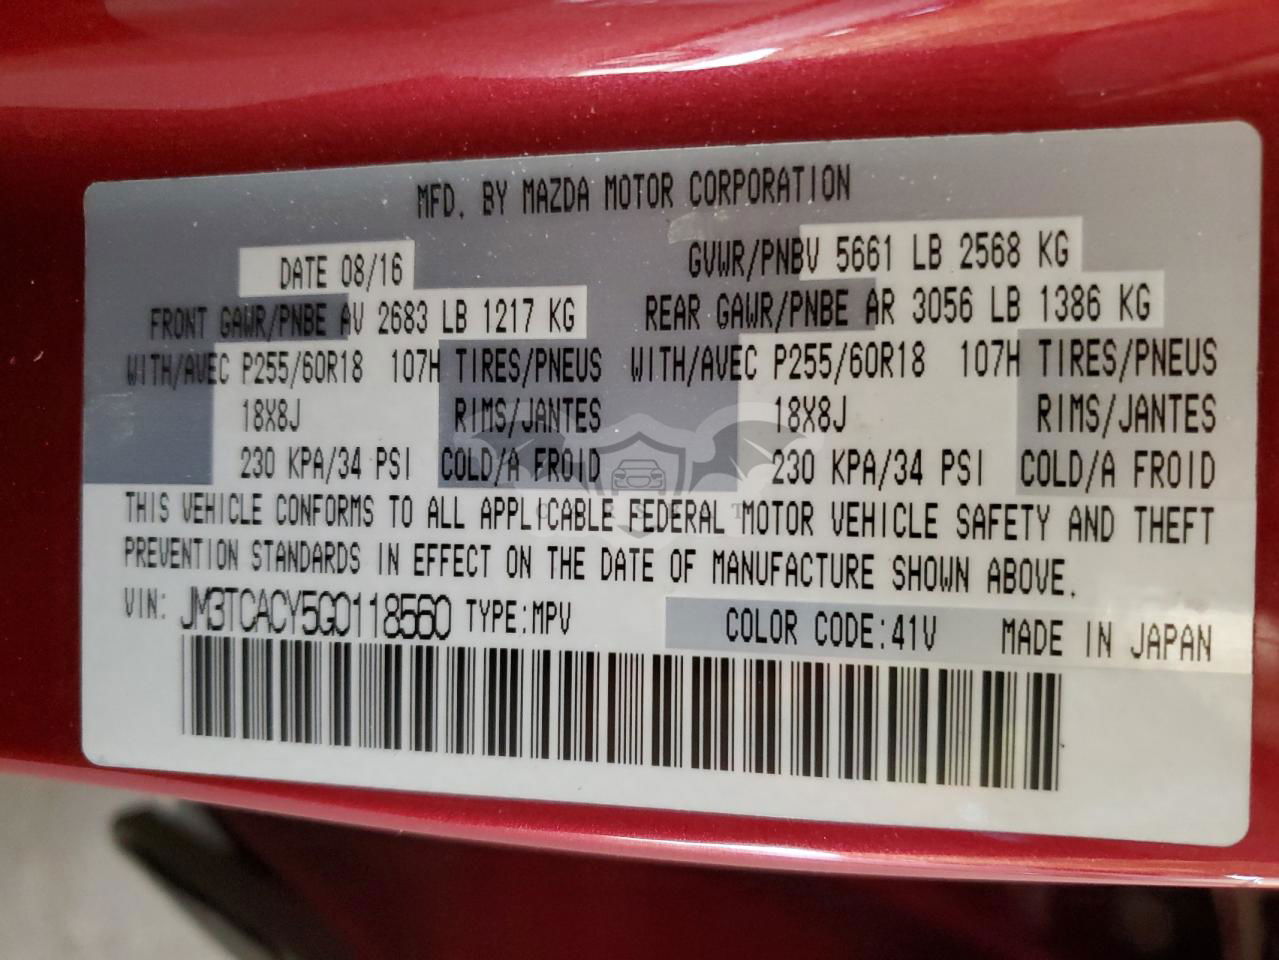 MFD. BY MAZDA MOTOR CORPORATION
DATE 08/16 GVWR/PNBV 5661 LB 2568 KG
FRONT GAWR/PNBE AV 2683 LB 1217 KG REAR GAWR/PNBE AR 3056 LB 1386 KG
WITH/AVEC P255/60R18 107H TIRES/PNEUS WITH/AVEC P255/60R18 107H TIRES/PNEUS
18X8J RIMS/JANTES 18X8J RIMS/JANTES
230 KPA/34 PSI COLD/A FROID 230 KPA/34 PSI COLD/A FROID
THIS VEHICLE CONFORMS TO ALL APPLICABLE FEDERAL MOTOR VEHICLE SAFETY AND THEFT
PREVENTION STANDARDS IN EFFECT ON THE DATE OF MANUFACTURE SHOWN ABOVE.
VIN: JM3TCACY5G0118560 TYPE:MPV COLOR CODE:41V MADE IN JAPAN